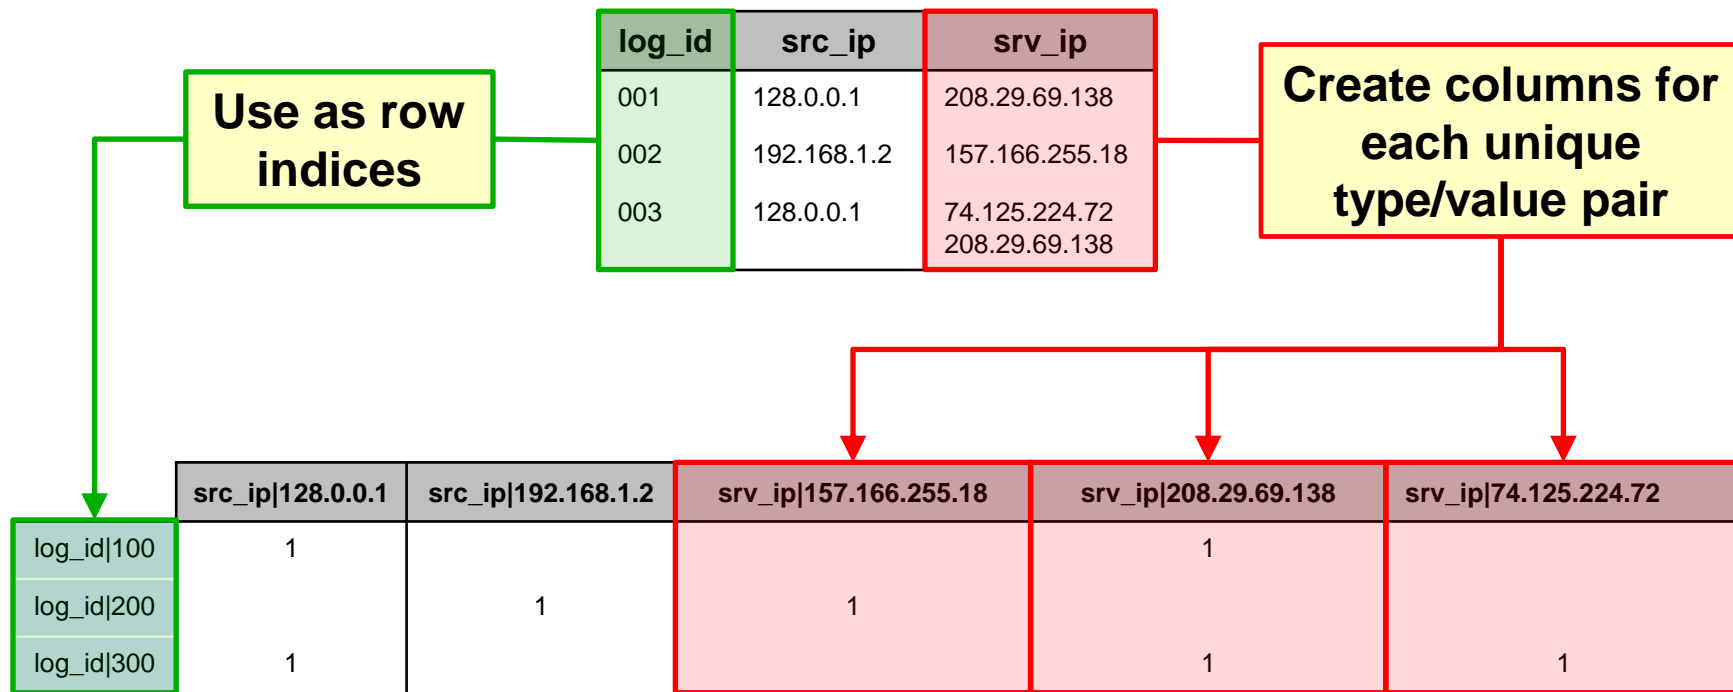 log_id src_ip srv_ip
001 128.0.0.1 208.29.69.138
002 192.168.1.2 157.166.255.18
003 128.0.0.1 74.125.224.72
208.29.69.138
Use as row
indices
Create columns for
each unique
type/value pair
src_ip|128.0.0.1 src_ip|192.168.1.2 srv_ip|157.166.255.18 srv_ip|208.29.69.138 srv_ip|74.125.224.72
log_id|100 1 1
log_id|200 1 1
log_id|300 1 1 1